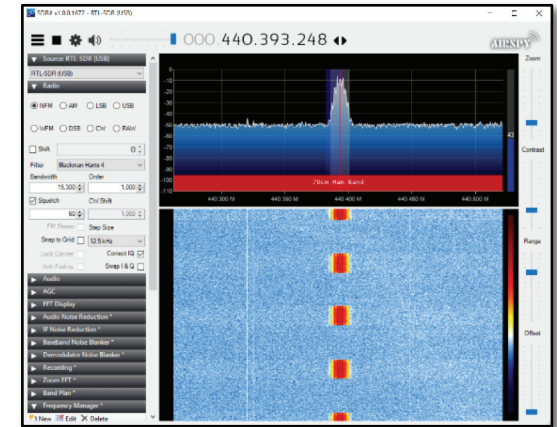 SDR# v1.0.0.1672 - RTL-SDR (USB)
000.440.393.248
AIRSPY
Source: RTL-SDR (USB)
RTL-SDR (USB)
Radio
NFM AM LSB USB
WFM DSB CW RAW
Shift 0
Filter Blackman-Harris 4
Bandwidth Order
15,300 1,000
Squelch CW Shift
60 1,000
FM Stereo Step Size
Snap to Grid 12.5 kHz
Lock Carrier Correct IQ
Anti-Fading Swap I & Q
Audio
AGC
FFT Display
Audio Noise Reduction *
IF Noise Reduction *
Baseband Noise Blanker *
Demodulator Noise Blanker *
Recording *
Zoom FFT *
Band Plan *
Frequency Manager *
New Edit Delete
0
-10
-20
-30
-40
-50
-60
-70
-80
-90
-100
-110
43
70cm Ham Band
440.300 M 440.350 M 440.400 M 440.450 M 440.500 M
Zoom
Contrast
Range
Offset